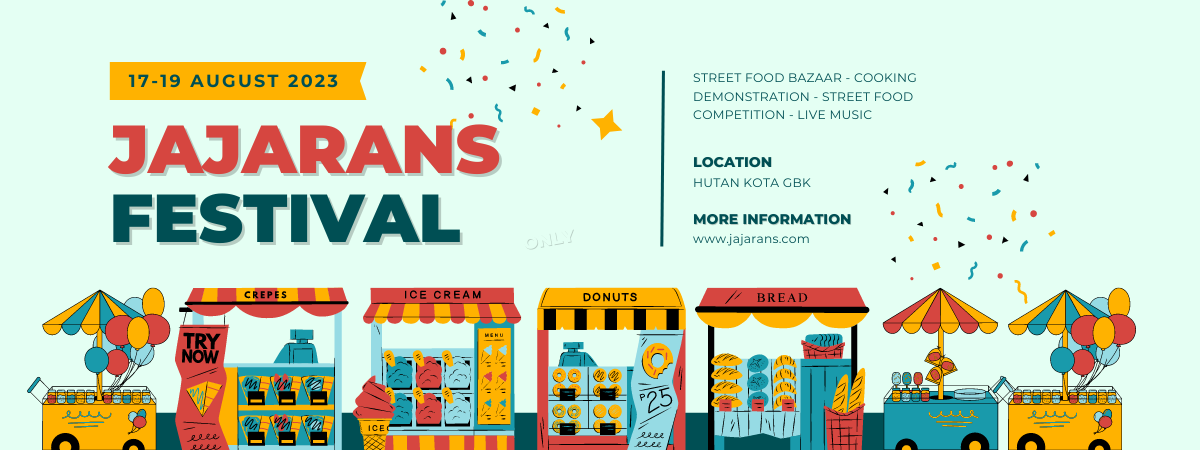 17-19 AUGUST 2023
JAJARANS
FESTIVAL
STREET FOOD BAZAAR - COOKING
DEMONSTRATION - STREET FOOD
COMPETITION - LIVE MUSIC
LOCATION
HUTAN KOTA GBK
MORE INFORMATION
www.jajarans.com
ONLY
CREPES
TRY
NOW
ICE CREAM
MENU
ICE
DONUTS
₱25
BREAD